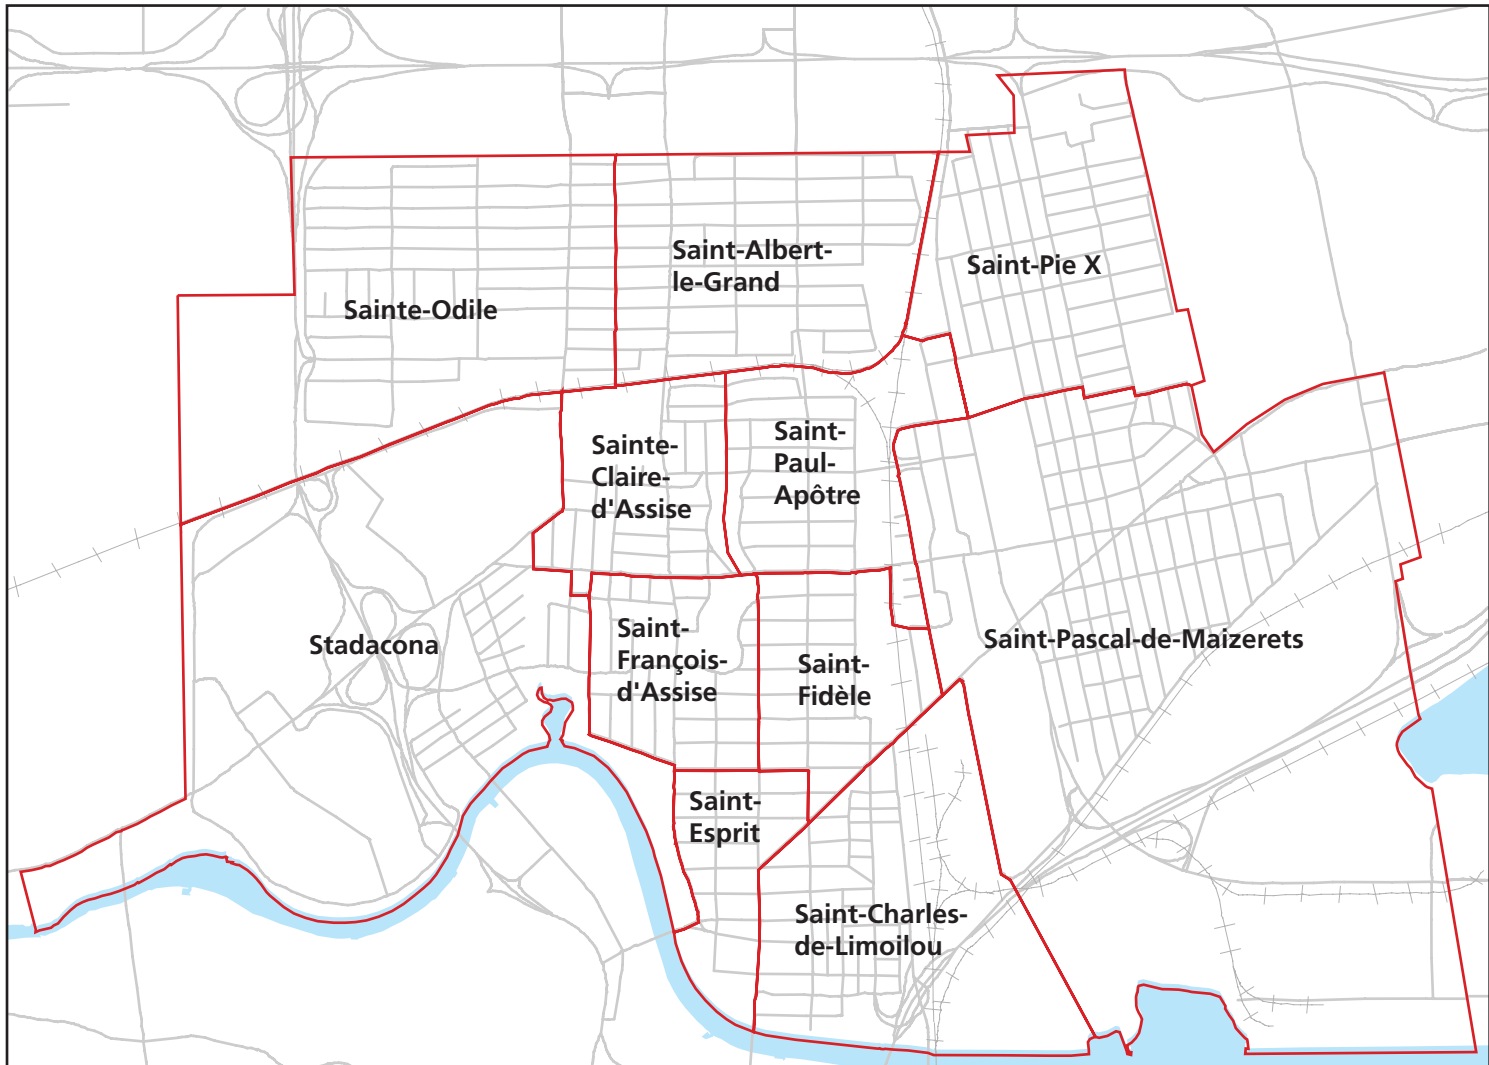 Saint-Albert-
le-Grand
Saint-Pie X
Sainte-Odile
Sainte-
Claire-
d'Assise
Saint-
Paul-
Apôtre
Stadacona
Saint-
François-
d'Assise
Saint-
Fidèle
Saint-Pascal-de-Maizerets
Saint-
Esprit
Saint-Charles-
de-Limoilou